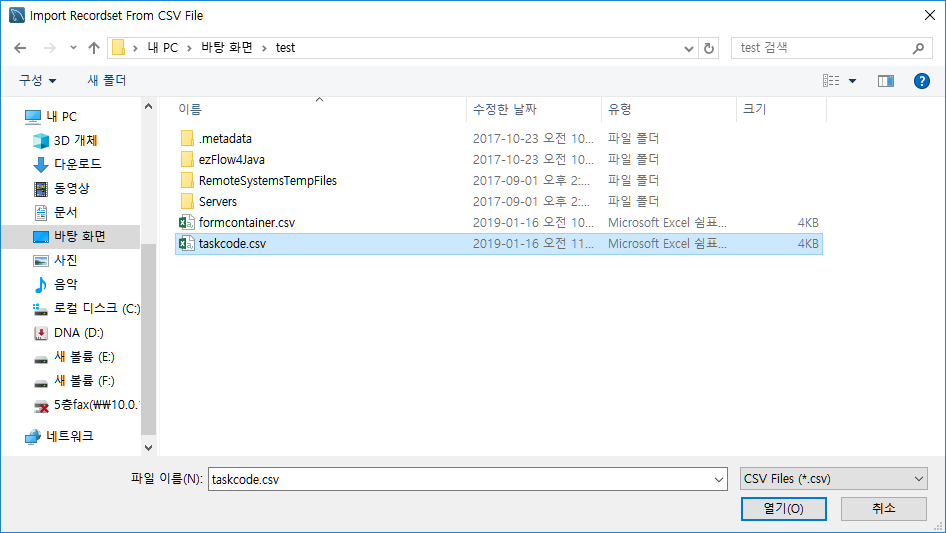 Import Recordset From CSV File
내 PC › 바탕 화면 › test
test 검색
구성
새 폴더
내 PC
3D 개체
다운로드
동영상
문서
바탕 화면
사진
음악
로컬 디스크 (C:)
DNA (D:)
새 볼륨 (E:)
새 볼륨 (F:)
5층fax(₩₩10.0.1
네트워크
이름 수정한 날짜 유형 크기
.metadata 2017-10-23 오전 10... 파일 폴더
ezFlow4Java 2017-10-23 오전 10... 파일 폴더
RemoteSystemsTempFiles 2017-09-01 오후 2:... 파일 폴더
Servers 2017-09-01 오후 2:... 파일 폴더
formcontainer.csv 2019-01-16 오전 10... Microsoft Excel 쉼표... 4KB
taskcode.csv 2019-01-16 오전 11... Microsoft Excel 쉼표... 4KB
파일 이름(N): taskcode.csv
CSV Files (*.csv)
열기(O) 취소